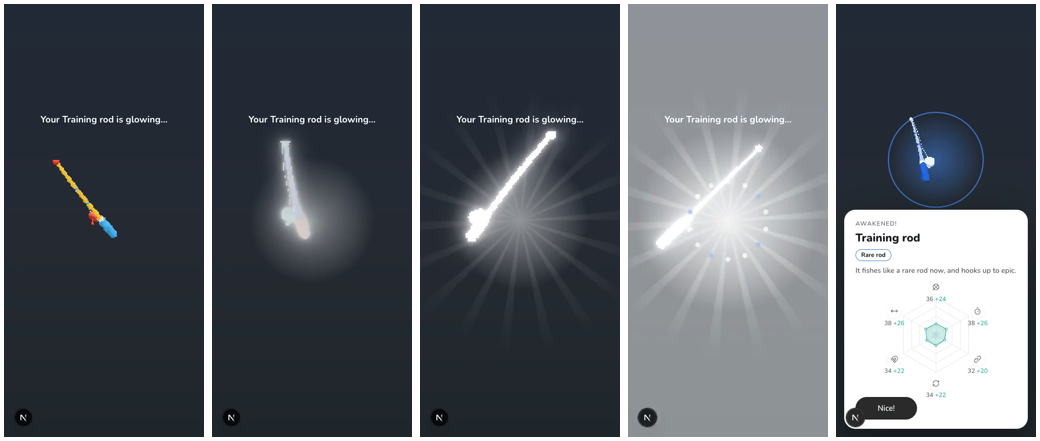 Your Training rod is glowing...
N
Your Training rod is glowing...
N
Your Training rod is glowing...
N
Your Training rod is glowing...
N
AWAKENED!
Training rod
Rare rod
It fishes like a rare rod now, and hooks up to epic.
36 +24
38 +26
38 +26
34 +22
32 +20
34 +22
Nice!
N